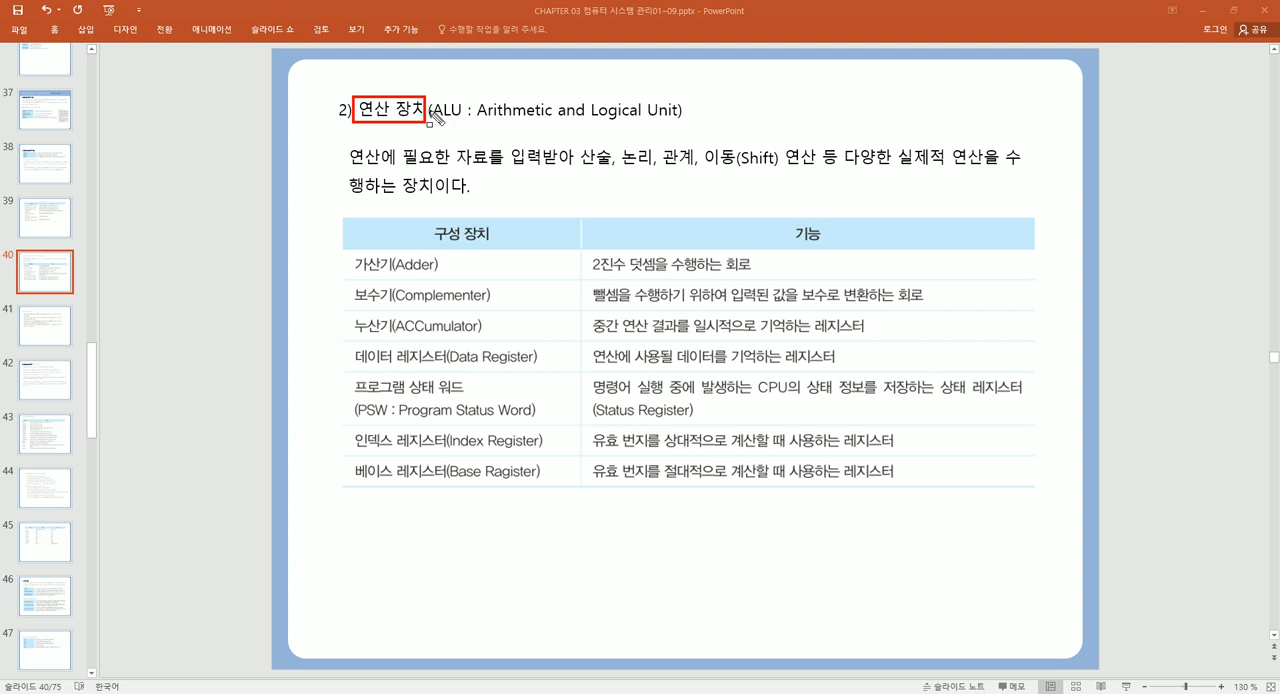 CHAPTER 03 컴퓨터 시스템 관리01~09.pptx - PowerPoint
파일 홈 삽입 디자인 전환 애니메이션 슬라이드 쇼 검토 보기 추가 기능 수행할 작업을 알려 주세요. 로그인 공유
37
38
39
40
41
42
43
44
45
46
47
2) 연산 장치(ALU : Arithmetic and Logical Unit)
연산에 필요한 자료를 입력받아 산술, 논리, 관계, 이동(Shift) 연산 등 다양한 실제적 연산을 수
행하는 장치이다.
구성 장치 기능
가산기(Adder) 2진수 덧셈을 수행하는 회로
보수기(Complementer) 뺄셈을 수행하기 위하여 입력된 값을 보수로 변환하는 회로
누산기(ACCumulator) 중간 연산 결과를 일시적으로 기억하는 레지스터
데이터 레지스터(Data Register) 연산에 사용될 데이터를 기억하는 레지스터
프로그램 상태 워드 명령어 실행 중에 발생하는 CPU의 상태 정보를 저장하는 상태 레지스터
(PSW : Program Status Word) (Status Register)
인덱스 레지스터(Index Register) 유효 번지를 상대적으로 계산할 때 사용하는 레지스터
베이스 레지스터(Base Ragister) 유효 번지를 절대적으로 계산할 때 사용하는 레지스터
슬라이드 40/75 한국어 슬라이드 노트 메모 130 %